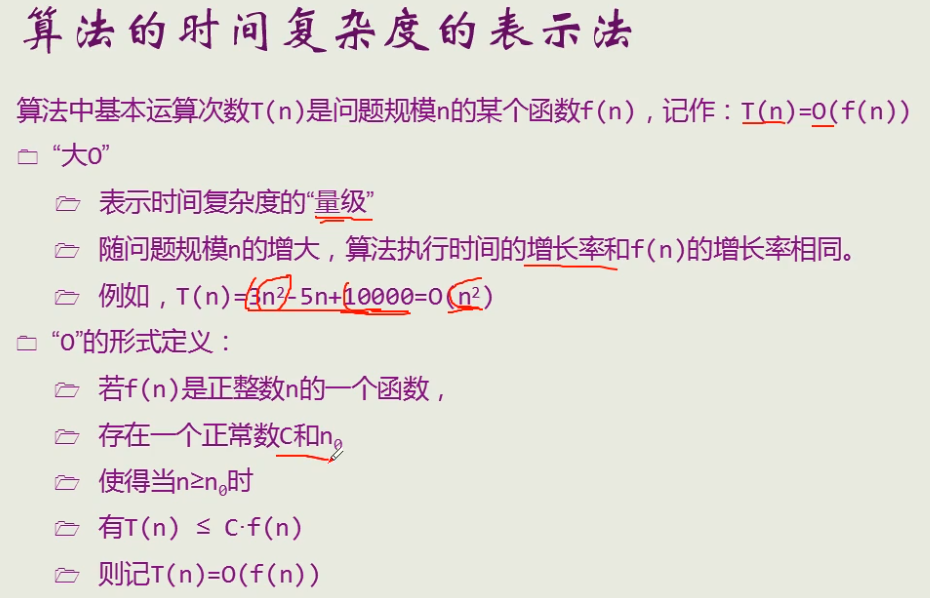 算法的时间复杂度的表示法
算法中基本运算次数T(n)是问题规模n的某个函数f(n)，记作：T(n)=O(f(n))
“大O”
表示时间复杂度的“量级”
随问题规模n的增大，算法执行时间的增长率和f(n)的增长率相同。
例如，T(n)=3n²-5n+10000=O(n²)
“O”的形式定义：
若f(n)是正整数n的一个函数，
存在一个正常数C和n₀
使得当n≥n₀时
有T(n) ≤ C·f(n)
则记T(n)=O(f(n))